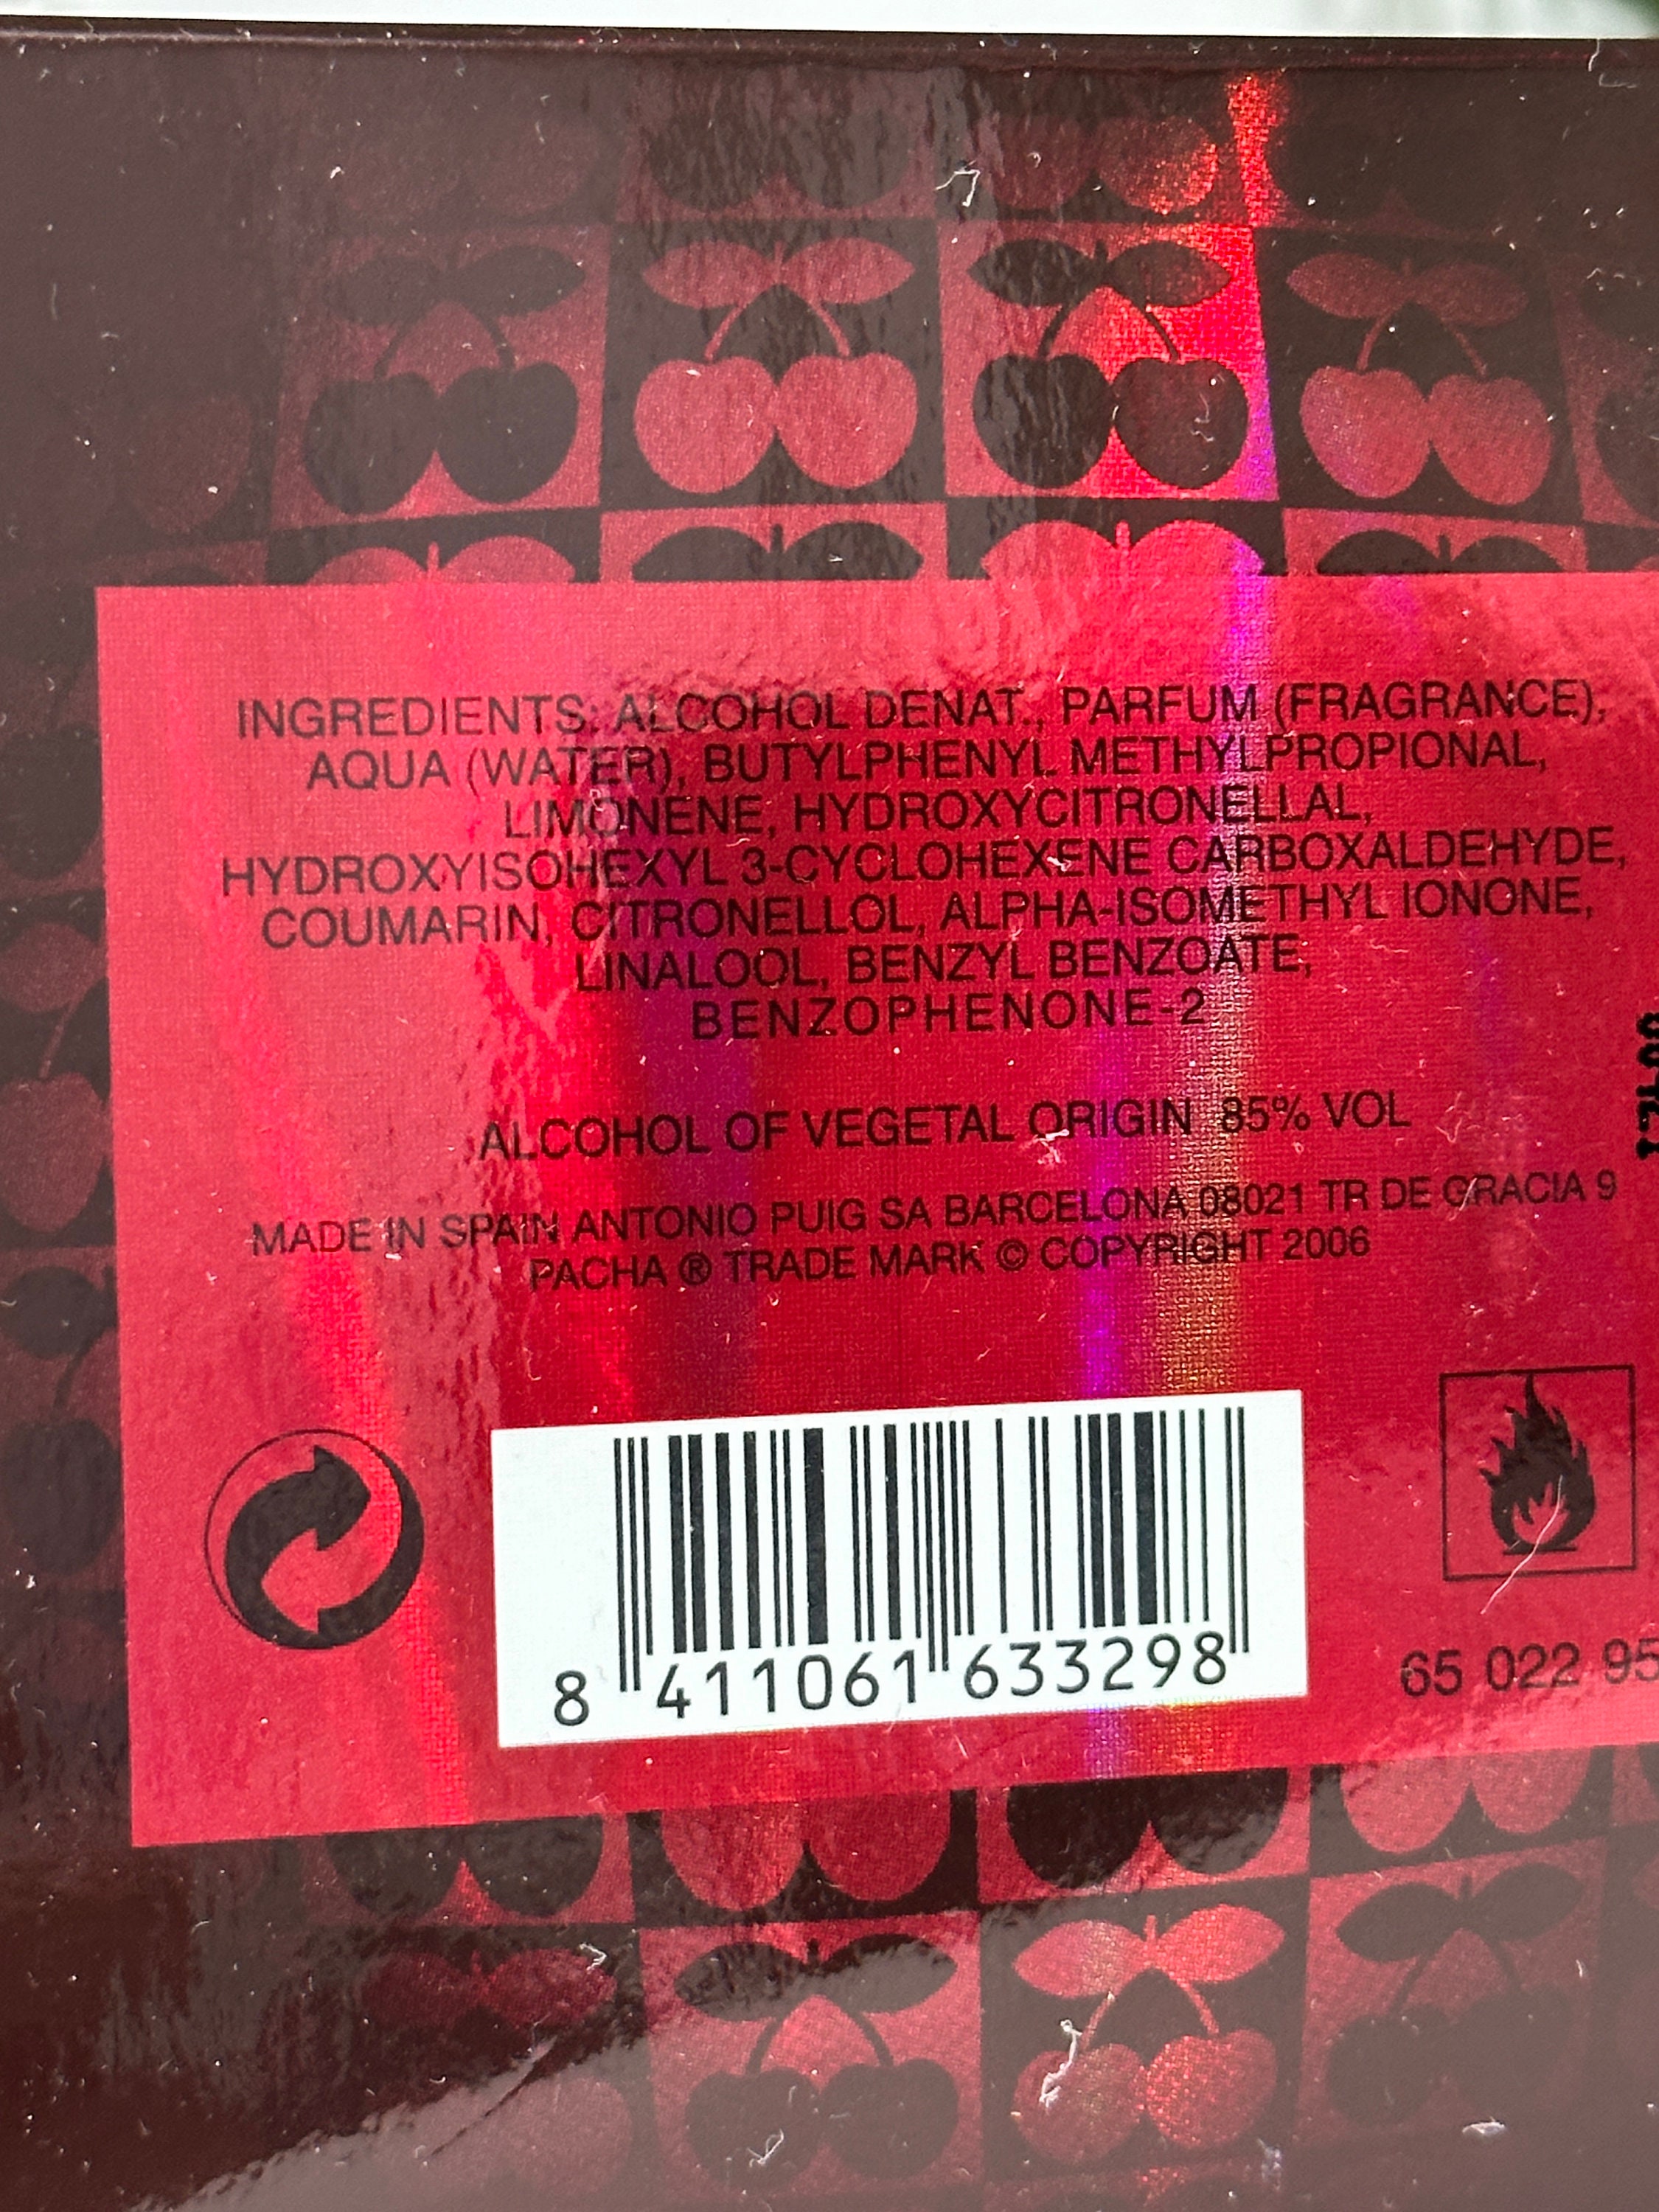 INGREDIENTS: ALCOHOL DENAT., PARFUM (FRAGRANCE),
AQUA (WATER), BUTYLPHENYL METHYLPROPIONAL,
LIMONENE, HYDROXYCITRONELLAL,
HYDROXYISOHEXYL 3-CYCLOHEXENE CARBOXALDEHYDE,
COUMARIN, CITRONELLOL, ALPHA-ISOMETHYL IONONE,
LINALOOL, BENZYL BENZOATE,
BENZOPHENONE-2
ALCOHOL OF VEGETAL ORIGIN 85% VOL
MADE IN SPAIN ANTONIO PUIG SA BARCELONA 08021 TR DE GRACIA 9
PACHA ® TRADE MARK © COPYRIGHT 2006
8 411061 633298
65 022 95